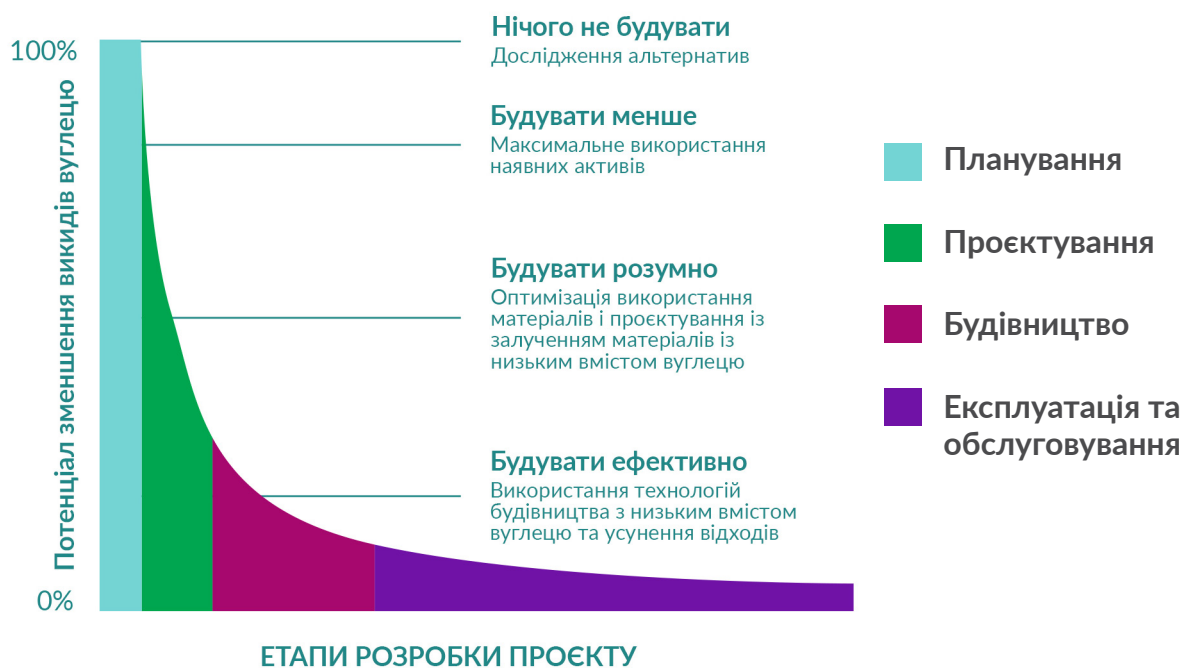 100%
Потенціал зменшення викидів вуглецю
0%
Нічого не будувати
Дослідження альтернатив
Будувати менше
Максимальне використання
наявних активів
Будувати розумно
Оптимізація використання
матеріалів і проєктування із
залученням матеріалів із
низьким вмістом вуглецю
Будувати ефективно
Використання технологій
будівництва з низьким вмістом
вуглецю та усунення відходів
Планування
Проєктування
Будівництво
Експлуатація та
обслуговування
ЕТАПИ РОЗРОБКИ ПРОЄКТУ